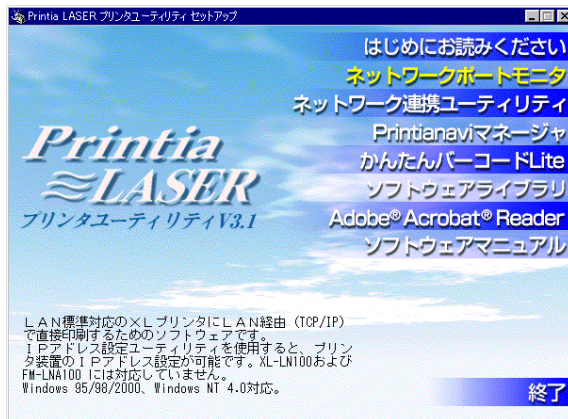 Printia LASER プリンタユーティリティ セットアップ
はじめにお読みください
ネットワークポートモニタ
ネットワーク連携ユーティリティ
Printianaviマネージャ
かんたんバーコードLite
ソフトウェアライブラリ
Adobe® Acrobat® Reader
ソフトウェアマニュアル
Printia
LASER
プリンタユーティリティV3.1
ＬＡＮ標準対応のＸＬプリンタにＬＡＮ経由（TCP/IP）
で直接印刷するためのソフトウェアです。
ＩＰアドレス設定ユーティリティを使用すると、プリン
タ装置のＩＰアドレス設定が可能です。XL-LN100および
FM-LNA100 には対応していません。
Windows 95/98/2000、Windows NT 4.0対応。
終了